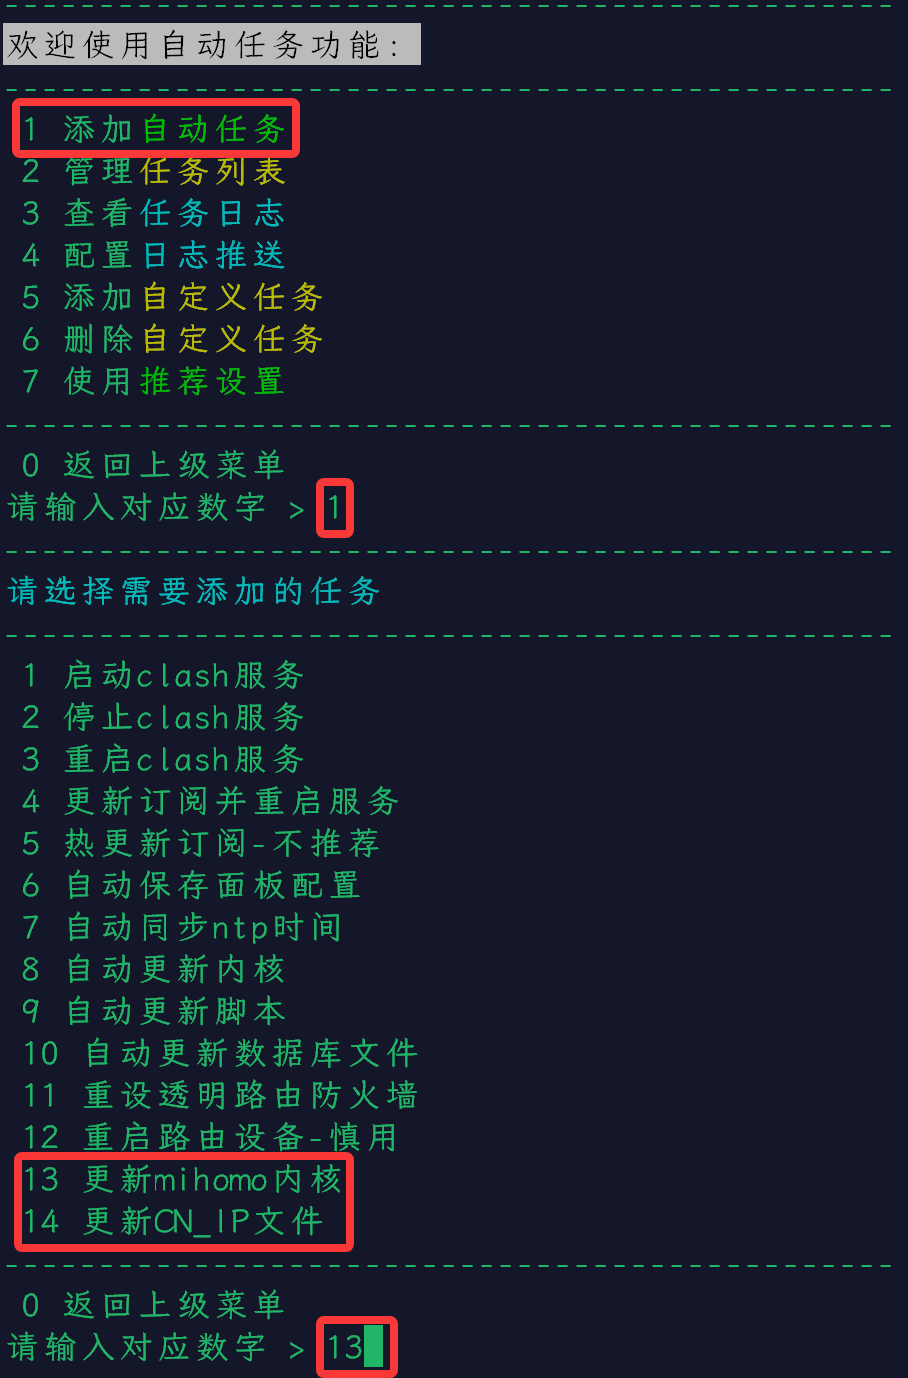 ----------------------------------------------
欢迎使用自动任务功能:
----------------------------------------------
1 添加自动任务
2 管理任务列表
3 查看任务日志
4 配置日志推送
5 添加自定义任务
6 删除自定义任务
7 使用推荐设置
----------------------------------------------
0 返回上级菜单
请输入对应数字 > 1
----------------------------------------------
请选择需要添加的任务
----------------------------------------------
1 启动clash服务
2 停止clash服务
3 重启clash服务
4 更新订阅并重启服务
5 热更新订阅-不推荐
6 自动保存面板配置
7 自动同步ntp时间
8 自动更新内核
9 自动更新脚本
10 自动更新数据库文件
11 重设透明路由防火墙
12 重启路由设备-慎用
13 更新mihomo内核
14 更新CN_IP文件
----------------------------------------------
0 返回上级菜单
请输入对应数字 > 13